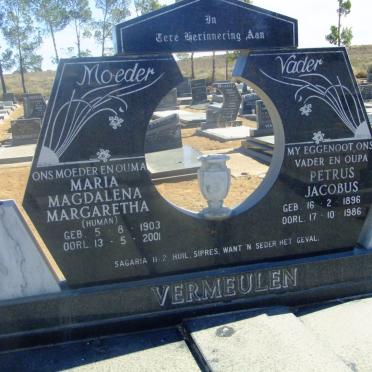 In
Tere Herinnering Aan
Moeder
ONS MOEDER EN OUMA
MARIA
MAGDALENA
MARGARETHA
(HUMAN)
GEB. 5 - 8 - 1903
OORL. 13 - 5 - 2001
Vader
MY EGGENOOT, ONS
VADER EN OUPA
PETRUS
JACOBUS
GEB. 16 - 2 - 1896
OORL. 17 - 10 - 1986
SAGARIA 11-2 HUIL, SIPRES, WANT 'N SEDER HET GEVAL.
VERMEULEN